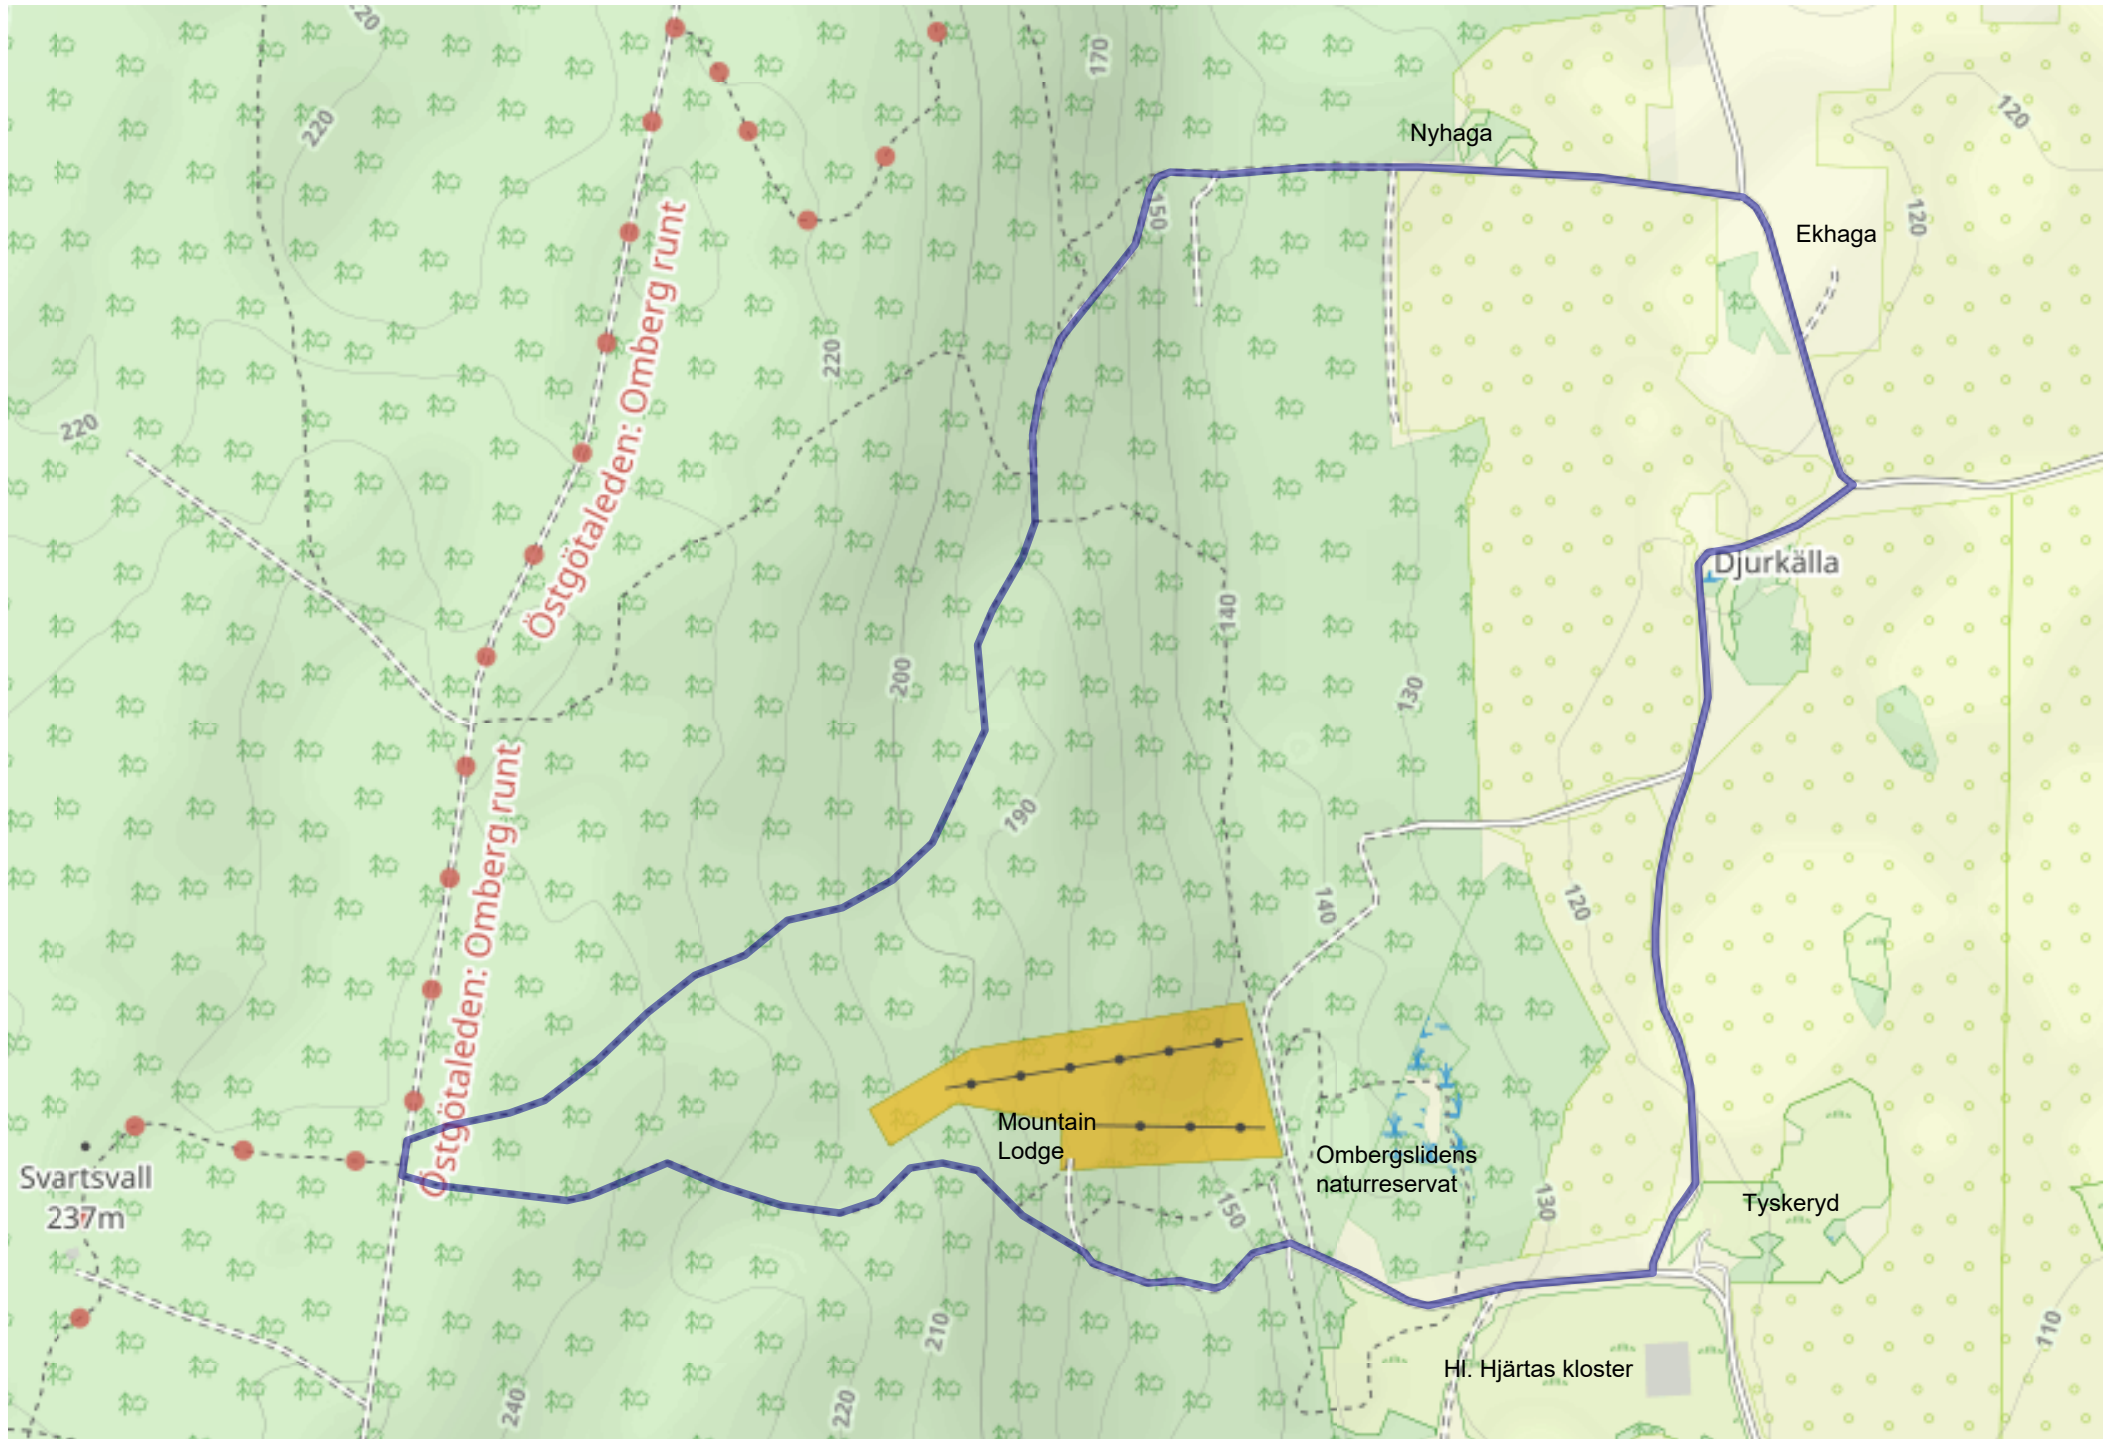 220
170
220
120
Nyhaga
150
120
Ekhaga
Östgötaleden: Omberg runt
220
220
Djurkälla
140
200
130
190
Östgötaleden: Omberg runt
140
120
Mountain
Lodge
Ombergslidens
naturreservat
Svartsvall
237m
150
130
Tyskeryd
210
110
Hl. Hjärtas kloster
240
220